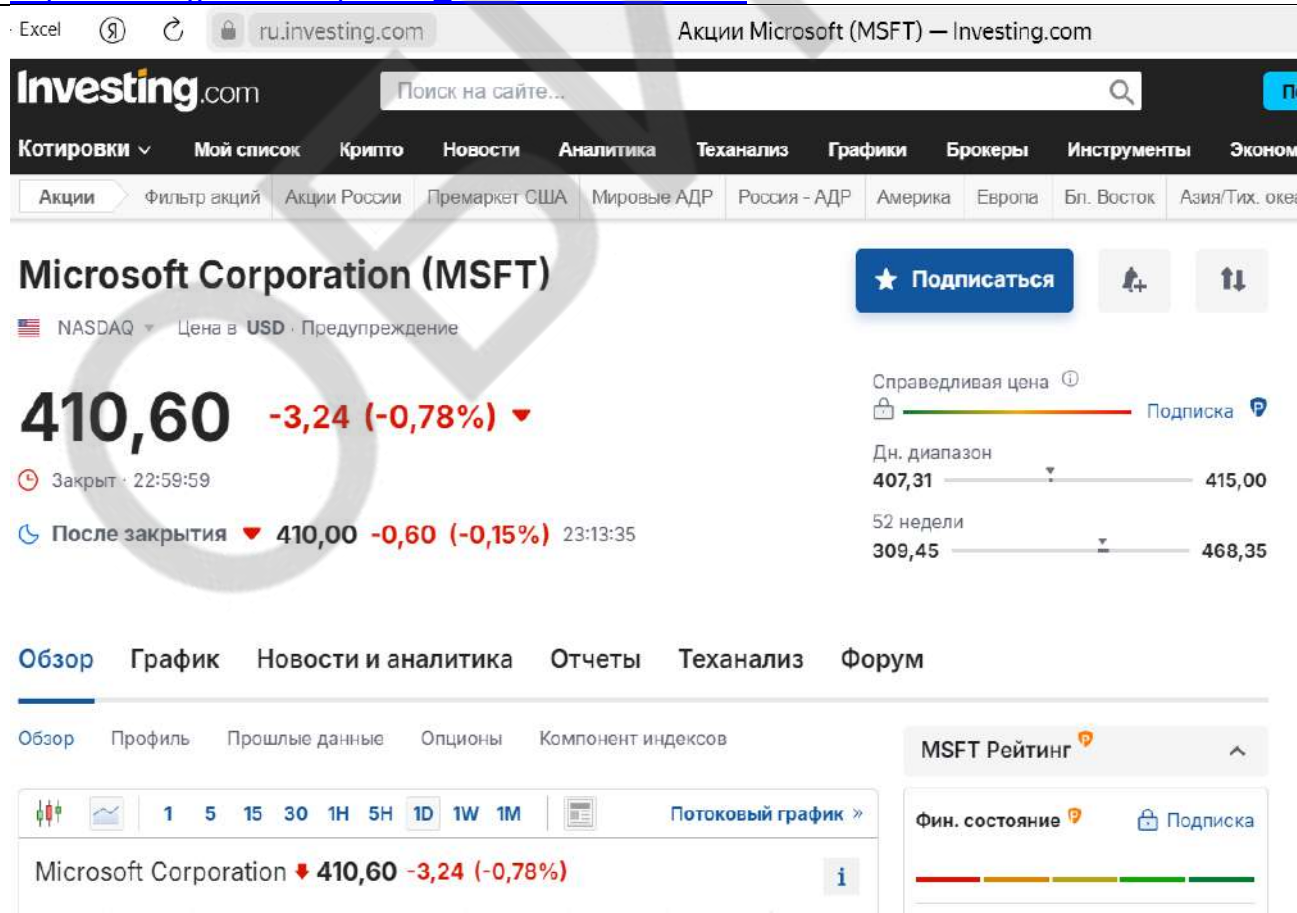 Excel ru.investing.com Акции Microsoft (MSFT) — Investing.com
Investing.com Поиск на сайте...
Котировки Мой список Крипто Новости Аналитика Теханализ Графики Брокеры Инструменты Эконом
Акции Фильтр акций Акции России Премаркет США Мировые АДР Россия - АДР Америка Европа Бл. Восток Азия/Тих. оке
Microsoft Corporation (MSFT)
Подписаться
NASDAQ Цена в USD · Предупреждение
410,60 -3,24 (-0,78%)
Закрыт · 22:59:59
После закрытия 410,00 -0,60 (-0,15%) 23:13:35
Справедливая цена
Подписка
Дн. диапазон
407,31 415,00
52 недели
309,45 468,35
Обзор График Новости и аналитика Отчеты Теханализ Форум
Обзор Профиль Прошлые данные Опционы Компонент индексов
1 5 15 30 1H 5H 1D 1W 1M Потоковый график »
Microsoft Corporation 410,60 -3,24 (-0,78%)
MSFT Рейтинг
Фин. состояние Подписка